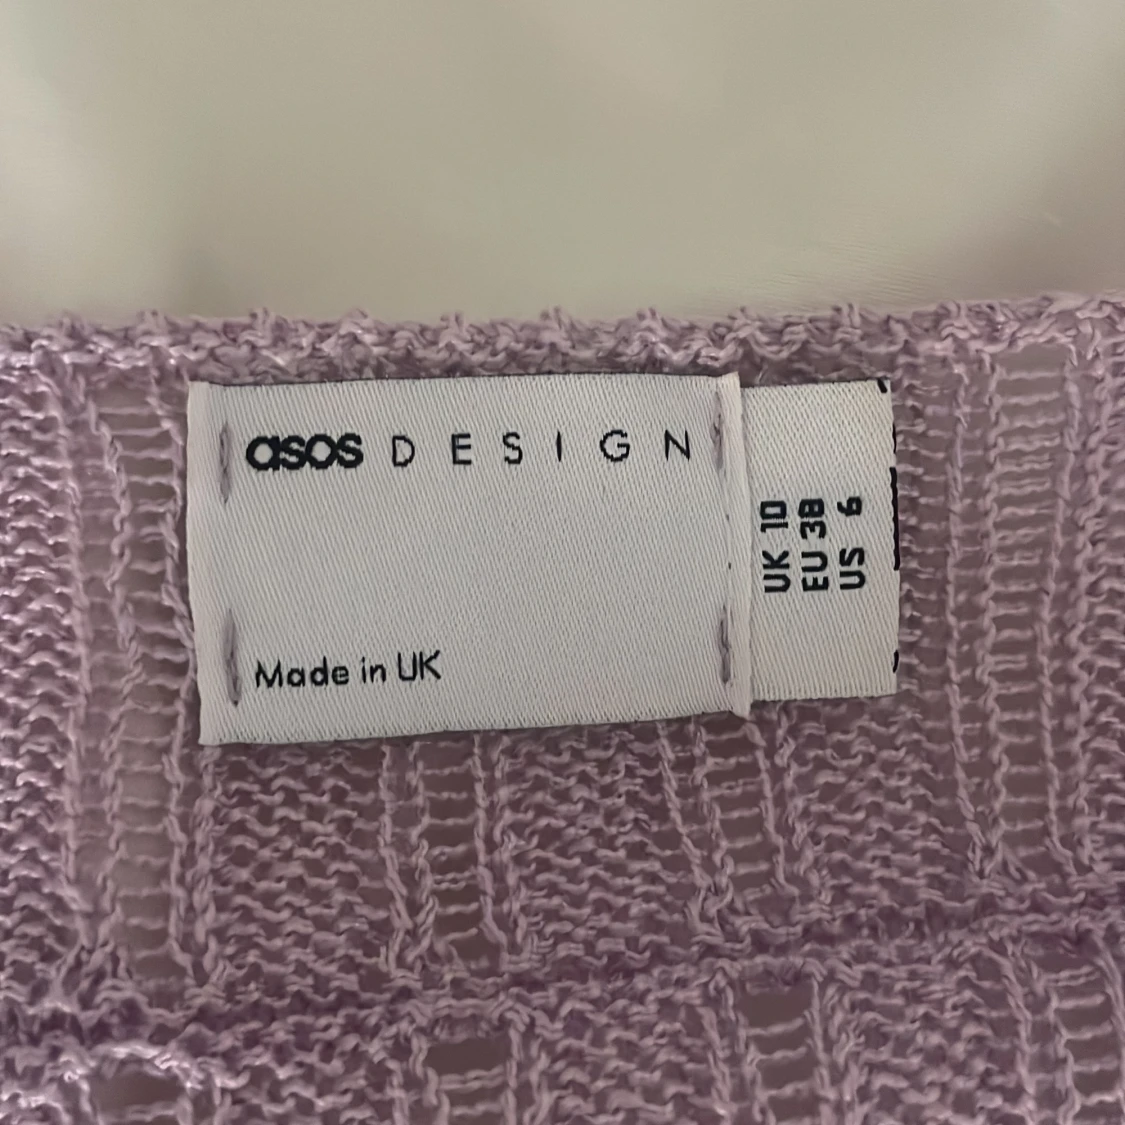 asos DESIGN
Made in UK
UK 10
EU 38
US 6